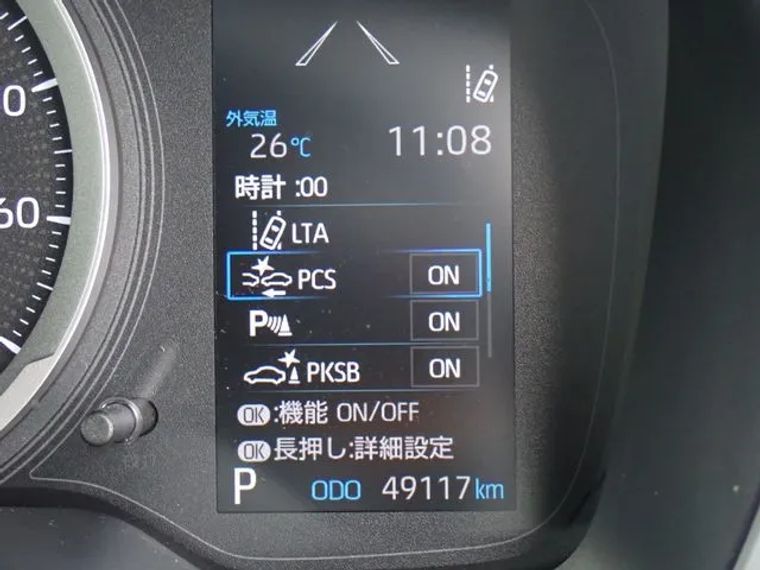 外気温
26℃ 11:08
時計 :00
LTA
PCS ON
P ON
PKSB ON
OK:機能 ON/OFF
OK長押し:詳細設定
P ODO 49117km
60